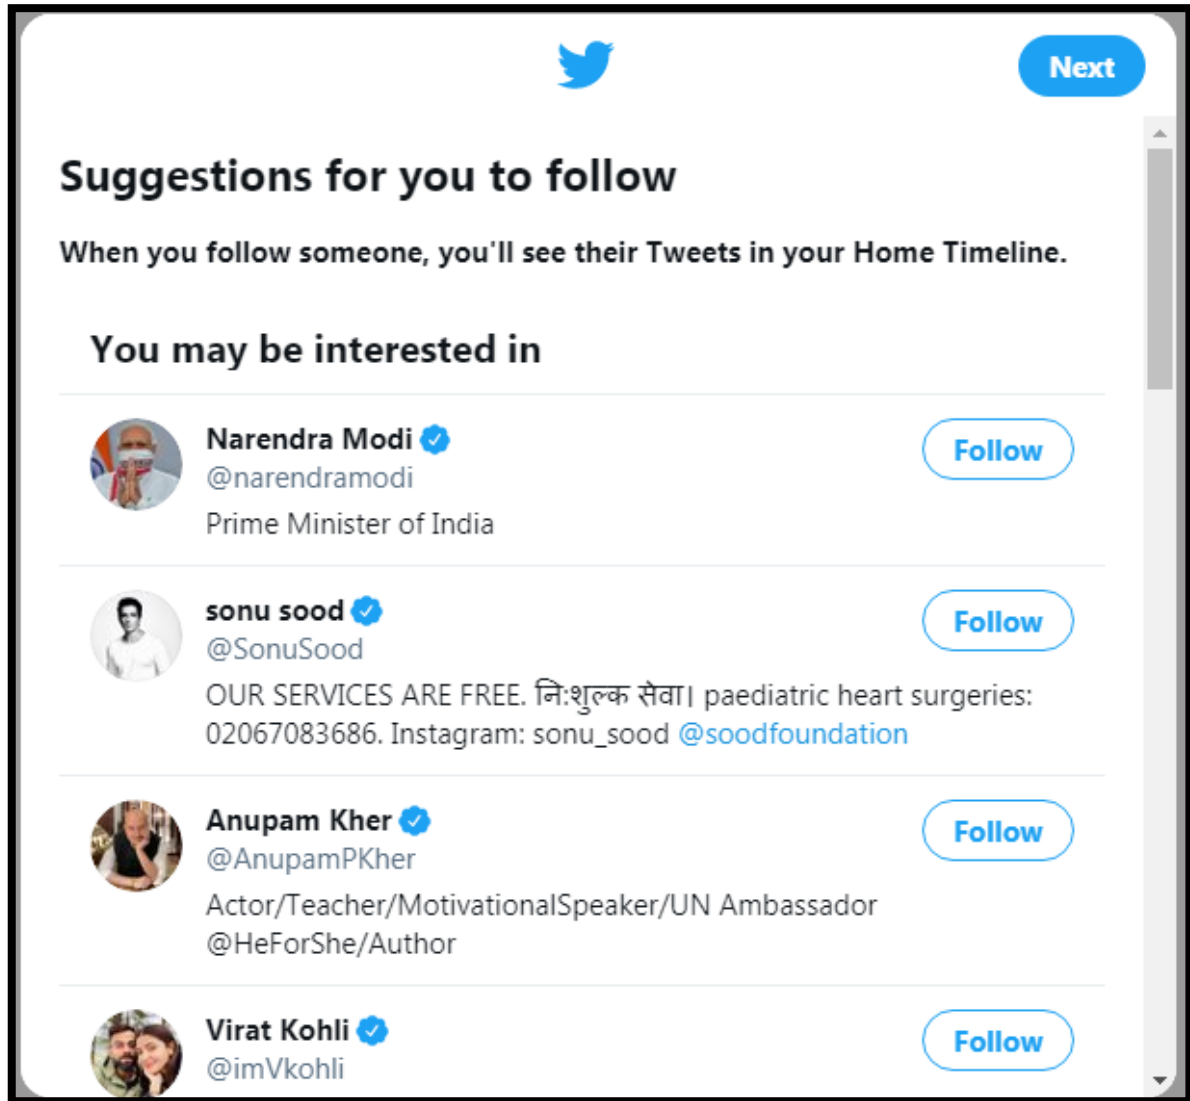 Next
Suggestions for you to follow
When you follow someone, you'll see their Tweets in your Home Timeline.
You may be interested in
Narendra Modi
Follow
@narendramodi
Prime Minister of India
sonu sood
Follow
@SonuSood
OUR SERVICES ARE FREE. नि:शुल्क सेवा। paediatric heart surgeries:
02067083686. Instagram: sonu_sood @soodfoundation
Anupam Kher
Follow
@AnupamPKher
Actor/Teacher/MotivationalSpeaker/UN Ambassador
@HeForShe/Author
Virat Kohli
Follow
@imVkohli